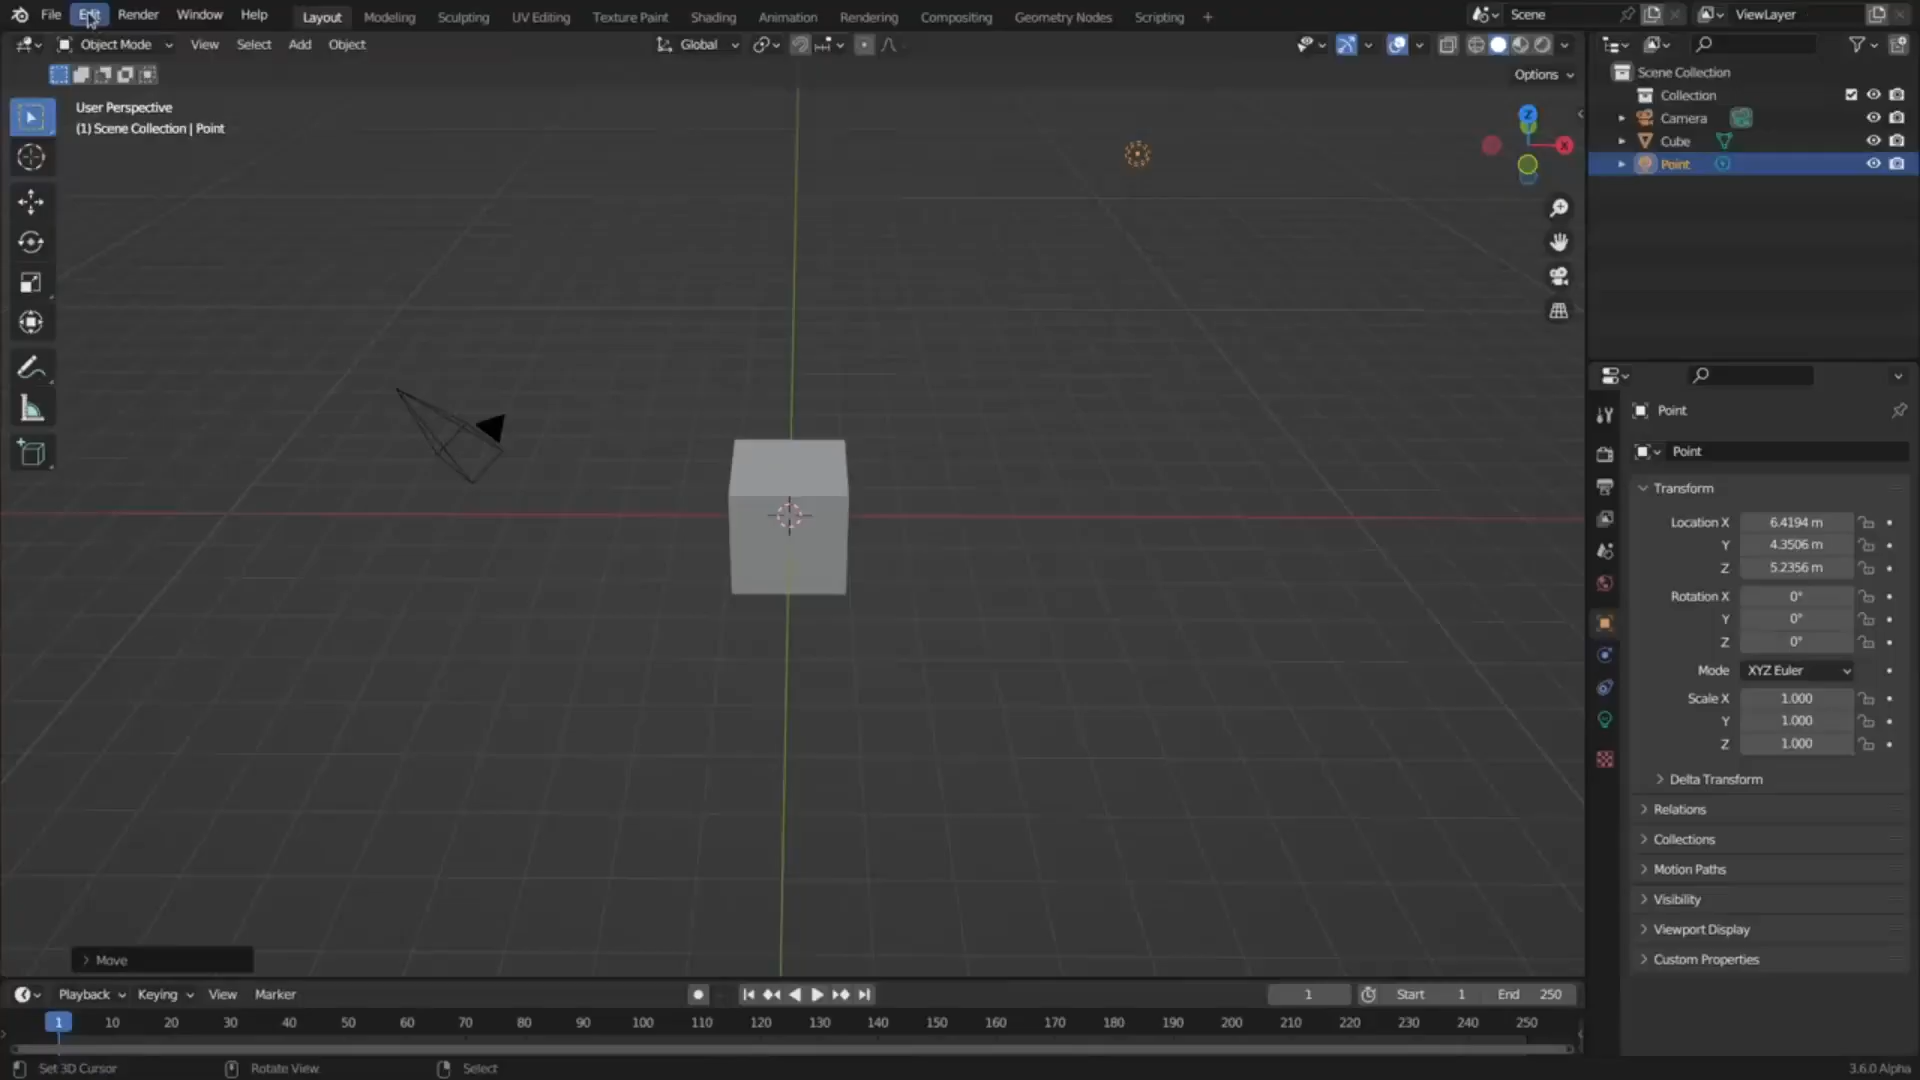 File Edit Render Window Help Layout Modeling Sculpting UV Editing Texture Paint Shading Animation Rendering Compositing Geometry Nodes Scripting + Scene ViewLayer
Object Mode View Select Add Object Global
Options
User Perspective
(1) Scene Collection | Point
Z
X
Scene Collection
Collection
Camera
Cube
Point
Point
Point
Transform
Location X 6.4194 m
Y 4.3506 m
Z 5.2356 m
Rotation X 0°
Y 0°
Z 0°
Mode XYZ Euler
Scale X 1.000
Y 1.000
Z 1.000
Delta Transform
Relations
Collections
Motion Paths
Visibility
Viewport Display
Custom Properties
Move
Playback Keying View Marker 1 Start 1 End 250
1 10 20 30 40 50 60 70 80 90 100 110 120 130 140 150 160 170 180 190 200 210 220 230 240 250
Set 3D Cursor Rotate View Select 3.6.0 Alpha